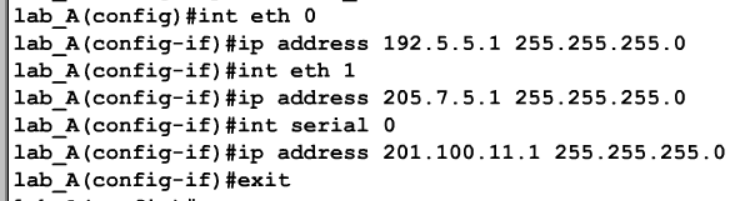 lab_A(config)#int eth 0
lab_A(config-if)#ip address 192.5.5.1 255.255.255.0
lab_A(config-if)#int eth 1
lab_A(config-if)#ip address 205.7.5.1 255.255.255.0
lab_A(config-if)#int serial 0
lab_A(config-if)#ip address 201.100.11.1 255.255.255.0
lab_A(config-if)#exit